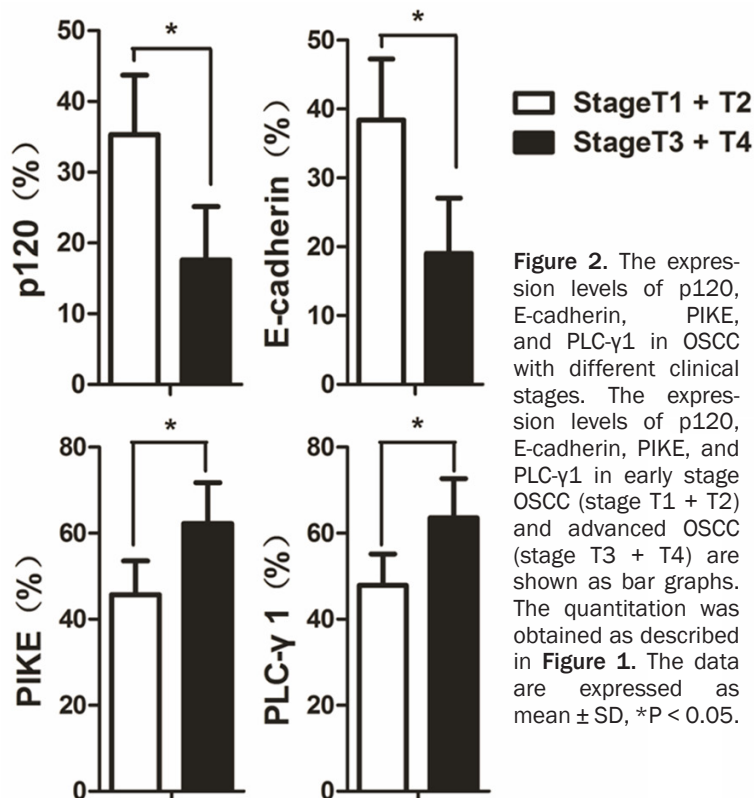 p120 (%)
50
40
30
20
10
0
*
E-cadherin (%)
50
40
30
20
10
0
*
StageT1 + T2
StageT3 + T4
PIKE (%)
80
60
40
20
0
*
PLC-γ 1 (%)
80
60
40
20
0
*
Figure 2. The expres-
sion levels of p120,
E-cadherin, PIKE,
and PLC-γ1 in OSCC
with different clinical
stages. The expres-
sion levels of p120,
E-cadherin, PIKE, and
PLC-γ1 in early stage
OSCC (stage T1 + T2)
and advanced OSCC
(stage T3 + T4) are
shown as bar graphs.
The quantitation was
obtained as described
in Figure 1. The data
are expressed as
mean ± SD, *P < 0.05.